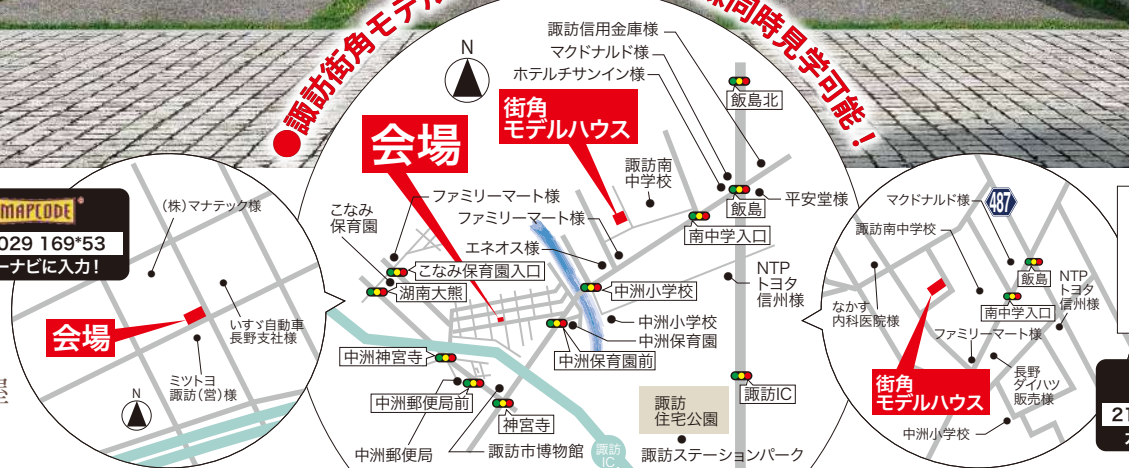 ●諏訪街角モデル
同時見学可能!
N
会場
街角
モデルハウス
諏訪信用金庫様
マクドナルド様
ホテルチサンイン様
飯島北
諏訪南
中学校
飯島
平安堂様
南中学入口
ファミリーマート様
ファミリーマート様
エネオス様
こなみ
保育園
こなみ保育園入口
湖南大熊
中洲小学校
NTP
トヨタ
信州様
中洲小学校
中洲保育園
中洲保育園前
中洲神宮寺
中洲郵便局前
神宮寺
中洲郵便局
諏訪市博物館
諏訪
IC
諏訪
住宅公園
諏訪IC
諏訪ステーションパーク
MAPCODE
029 169*53
ーナビに入力!
(株)マナテック様
会場
いすゞ自動車
長野支社様
ミツトヨ
諏訪(営)様
N
マクドナルド様
487
諏訪南中学校
飯島
南中学入口
NTP
トヨタ
信州様
なかす
内科医院様
ファミリーマート様
街角
モデルハウス
長野
ダイハツ
販売様
中洲小学校
21